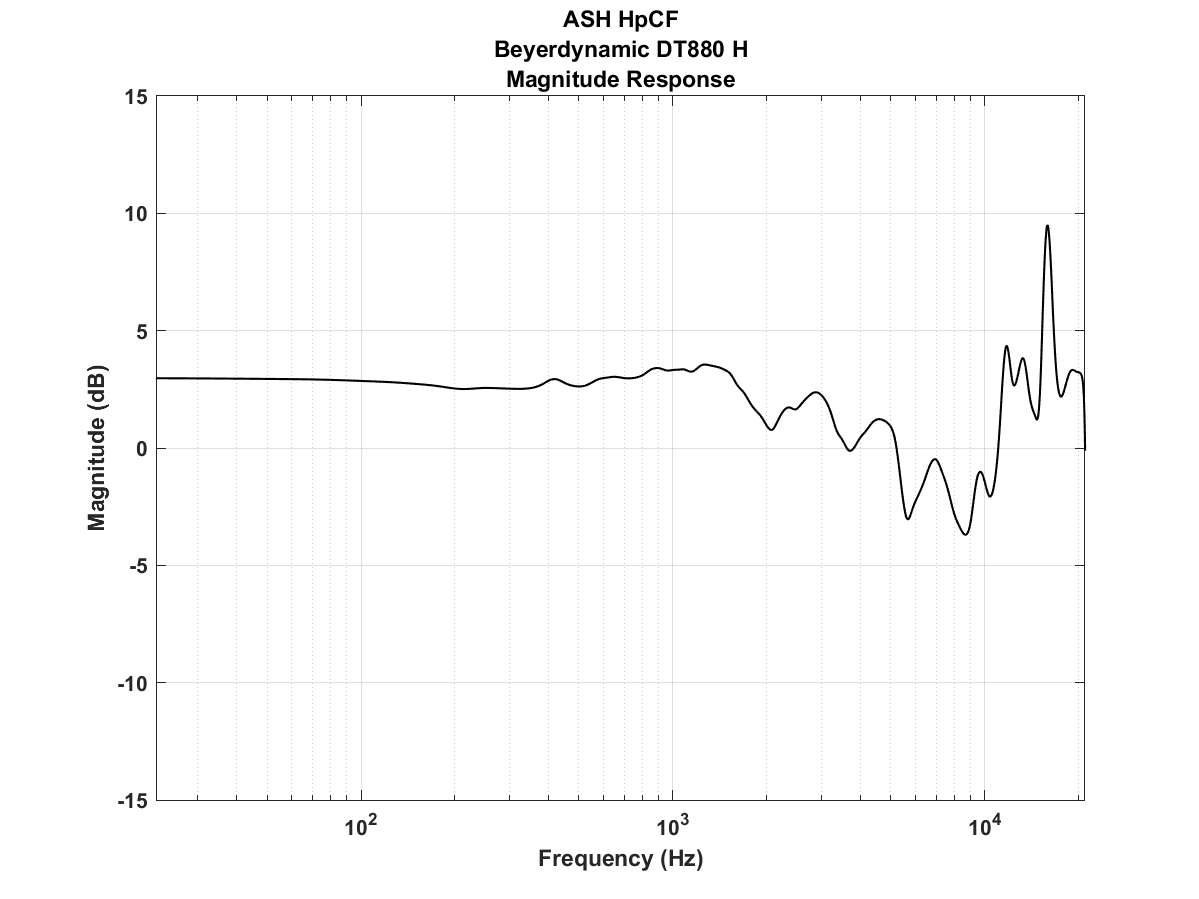 ASH HpCF
Beyerdynamic DT880 H
Magnitude Response
15
10
5
0
-5
-10
-15
Magnitude (dB)
10²
10³
10⁴
Frequency (Hz)